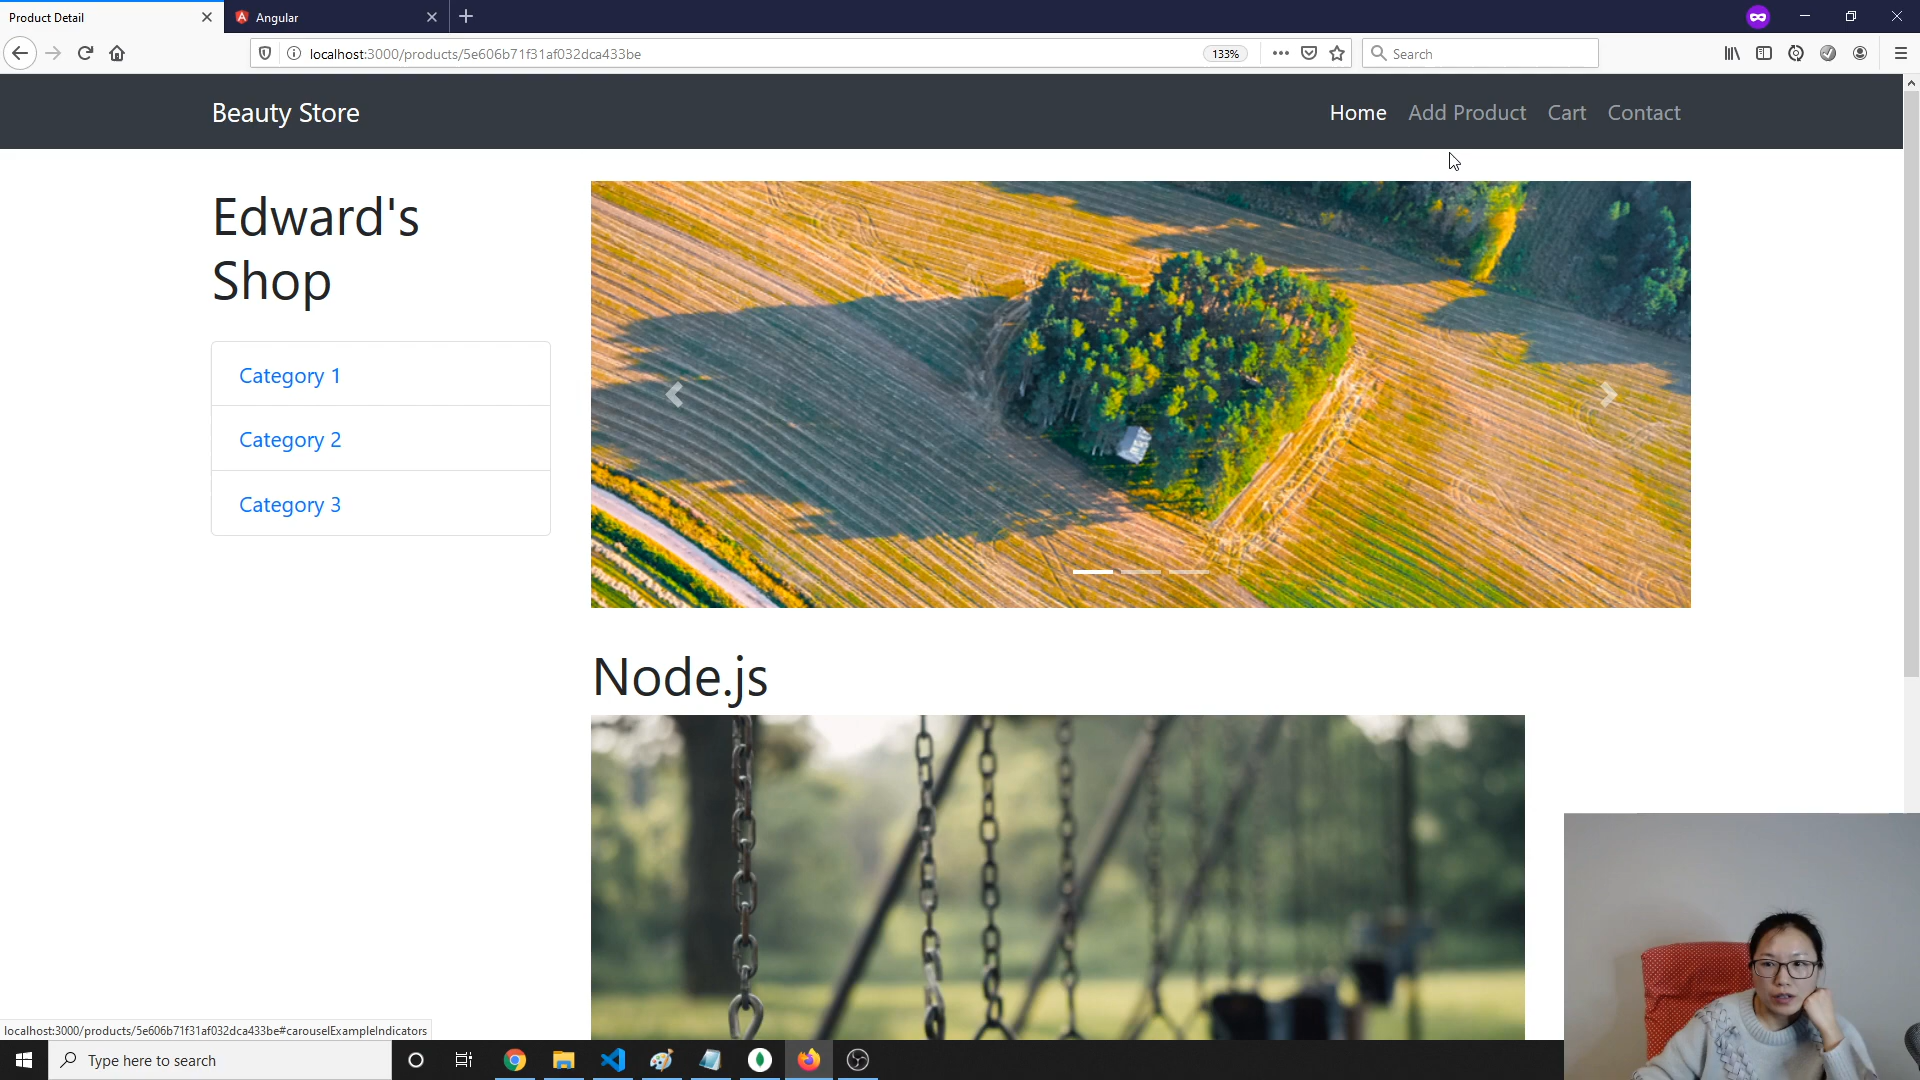 Product Detail
Angular
localhost:3000/products/5e606b71f31af032dca433be
133%
Search
Beauty Store
Home Add Product Cart Contact
Edward's
Shop
Category 1
Category 2
Category 3
Node.js
localhost:3000/products/5e606b71f31af032dca433be#carouselExampleIndicators
Type here to search